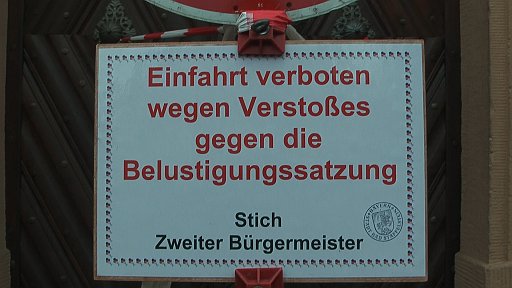 Einfahrt verboten
wegen Verstoßes
gegen die
Belustigungssatzung
Stich
Zweiter Bürgermeister